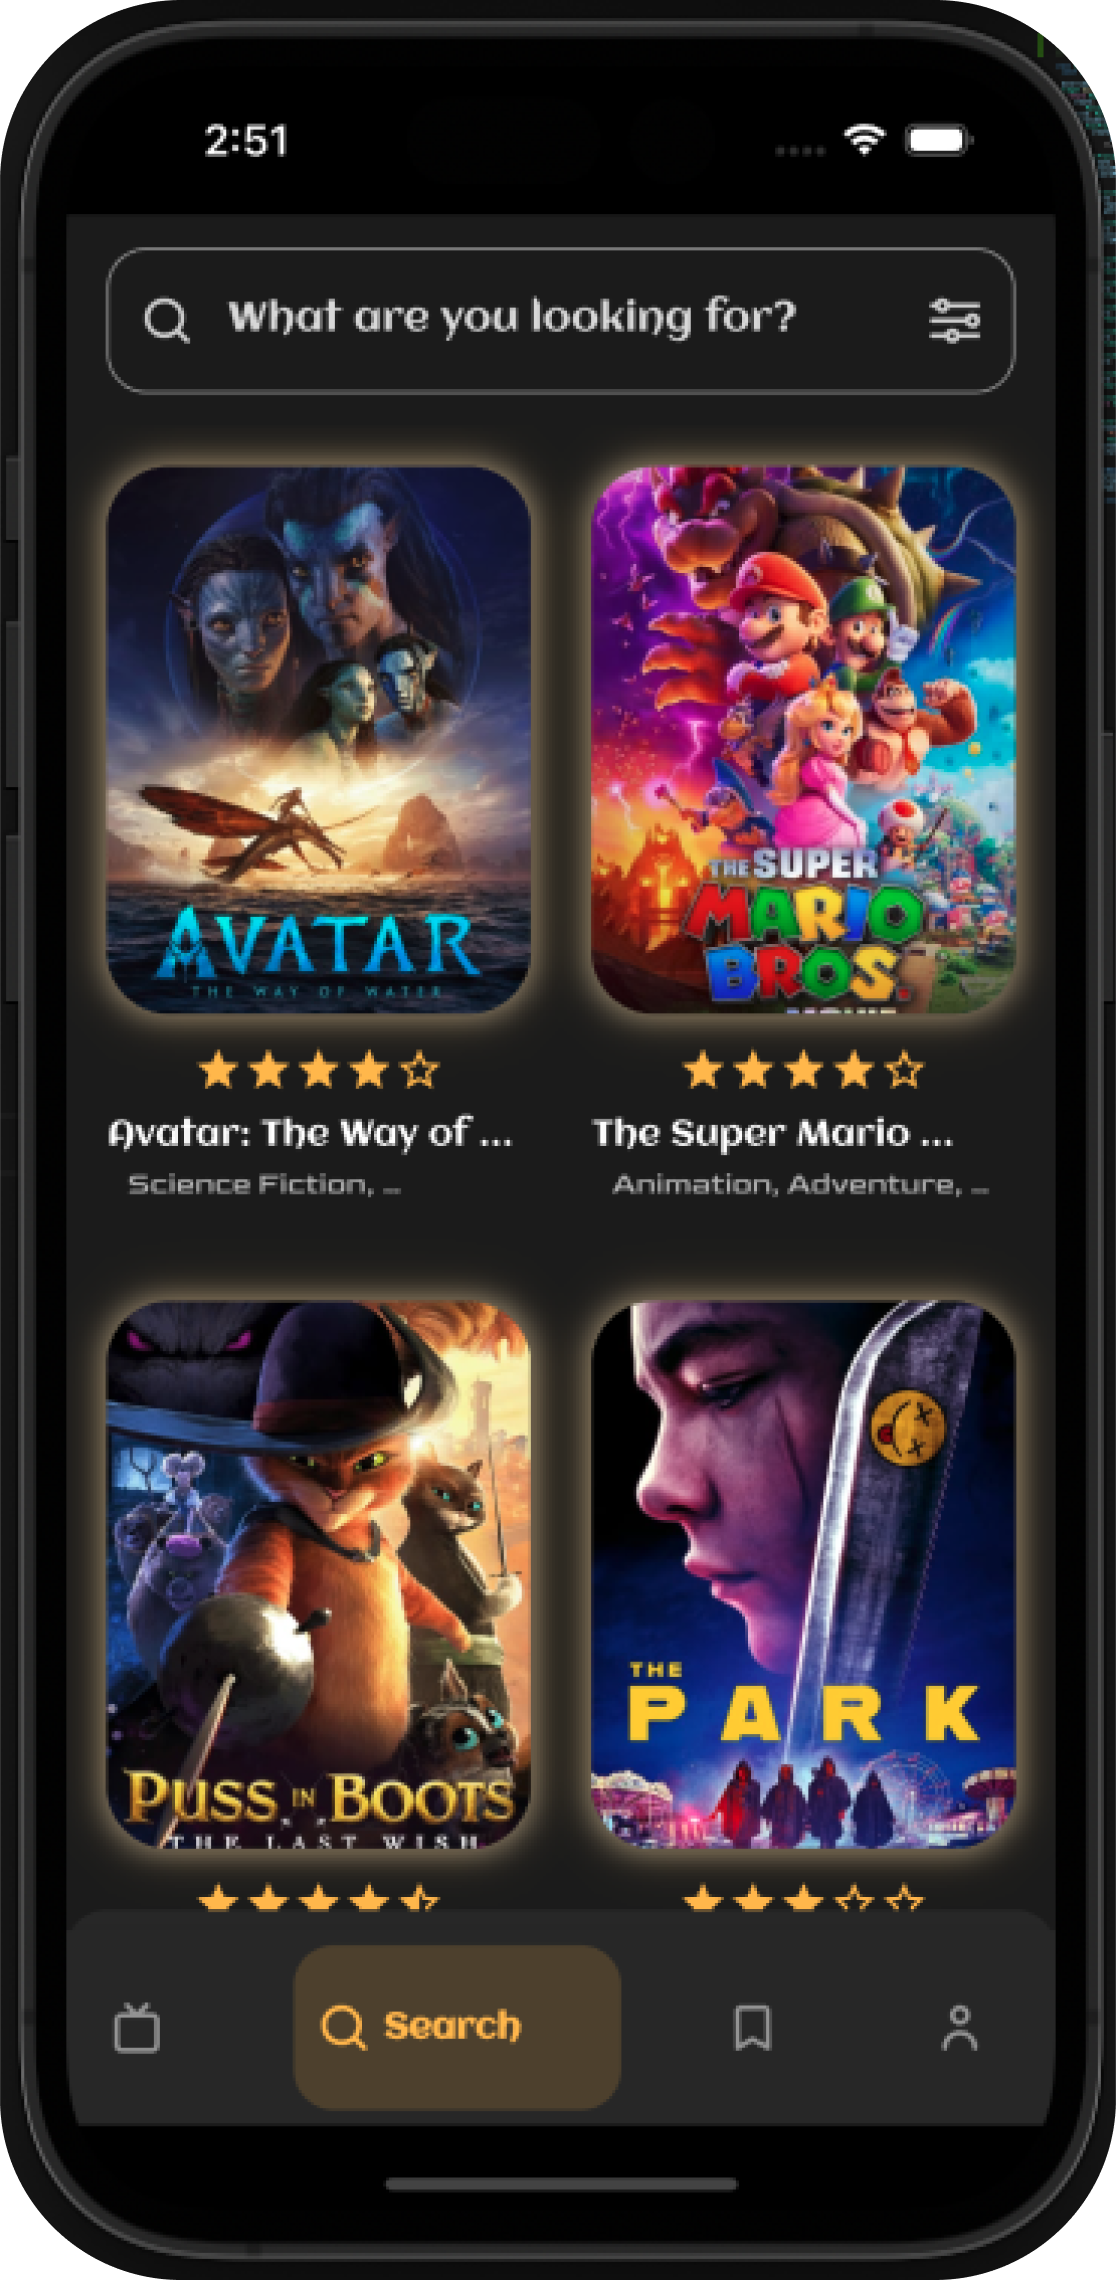 2:51
What are you looking for?
AVATAR
THE WAY OF WATER
THE SUPER
MARIO
BROS.
Avatar: The Way of ...
The Super Mario ...
Science Fiction, ...
Animation, Adventure, ...
PUSS IN BOOTS
THE LAST WISH
THE
PARK
Search